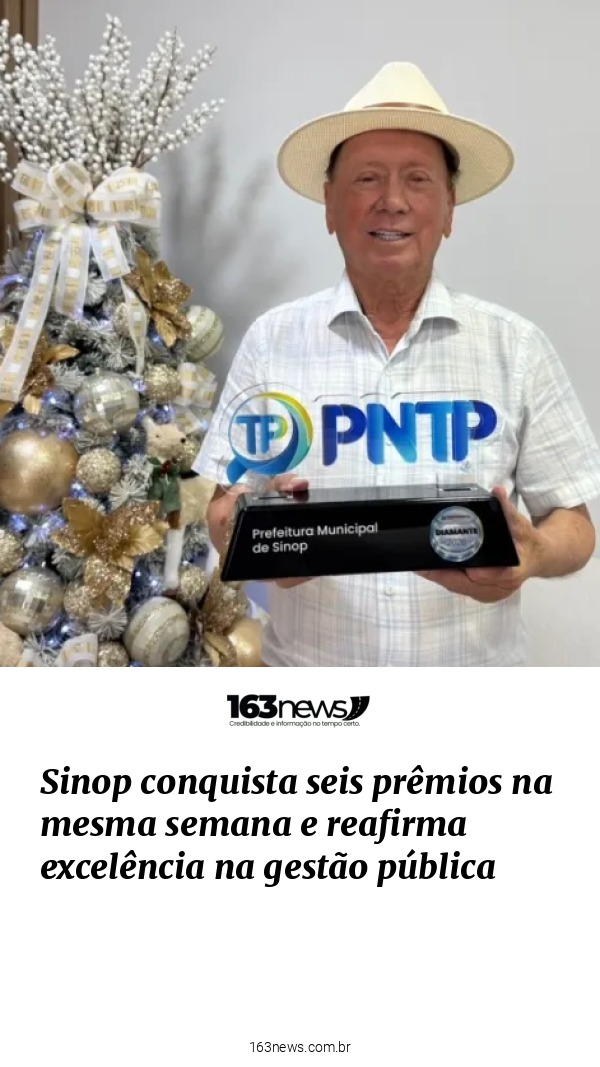 TP PNTP
Prefeitura Municipal
de Sinop
DIAMANTE
163news
Credibilidade e informação no tempo certo.
Sinop conquista seis prêmios na
mesma semana e reafirma
excelência na gestão pública
163news.com.br